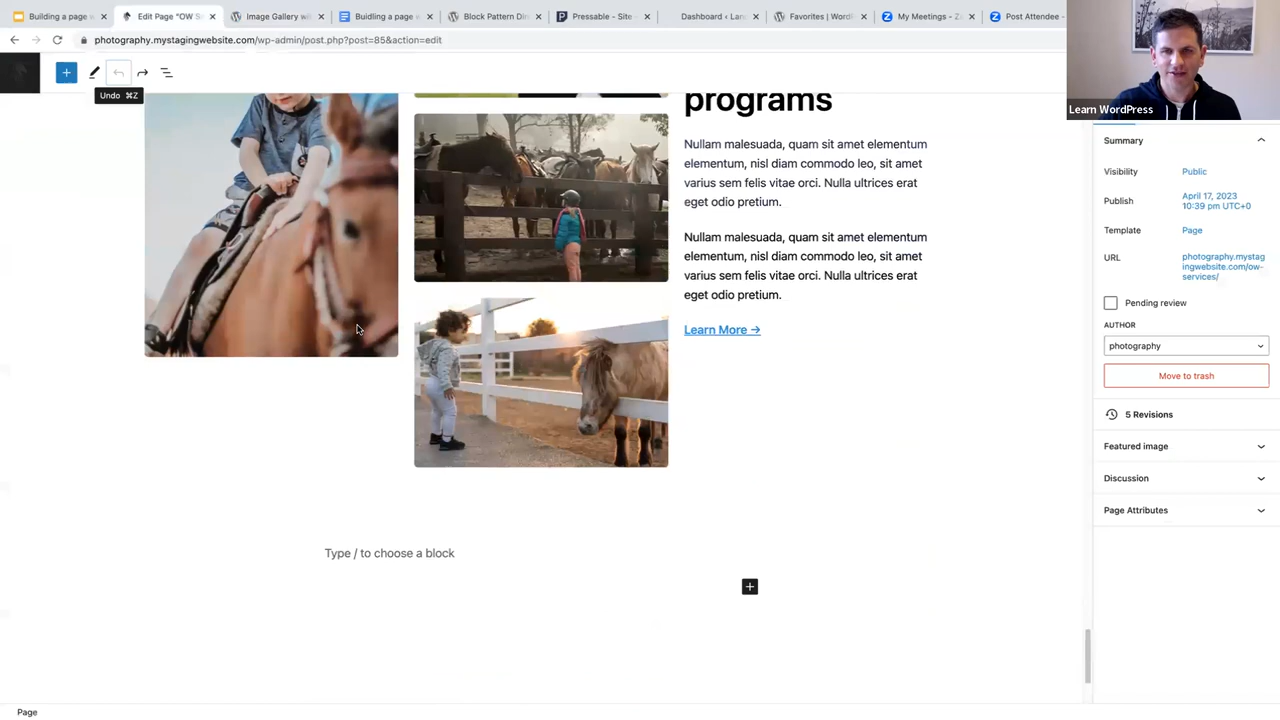 Building a page w
Edit Page "OW Se
Image Gallery wit
Buidling a page w
Block Pattern Dire
Pressable - Site -
Dashboard ‹ Lan
Favorites | Word
My Meetings - Zo
Post Attendee -
photography.mystagingwebsite.com/wp-admin/post.php?post=85&action=edit
Undo ⌘Z
Learn WordPress
programs
Nullam malesuada, quam sit amet elementum
elementum, nisl diam commodo leo, sit amet
varius sem felis vitae orci. Nulla ultrices erat
eget odio pretium.
Nullam malesuada, quam sit amet elementum
elementum, nisl diam commodo leo, sit amet
varius sem felis vitae orci. Nulla ultrices erat
eget odio pretium.
Learn More →
Type / to choose a block
Summary
Visibility Public
Publish April 17, 2023
10:39 pm UTC+0
Template Page
URL photography.mystag
ingwebsite.com/ow-
services/
Pending review
AUTHOR
photography
Move to trash
5 Revisions
Featured image
Discussion
Page Attributes
Page